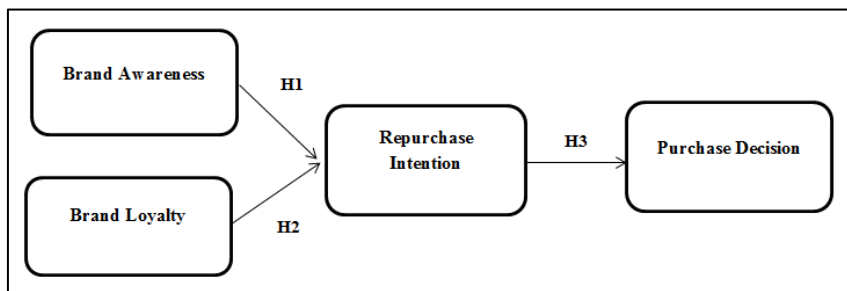 Brand Awareness
H1
Repurchase
Intention
H3
Purchase Decision
Brand Loyalty
H2